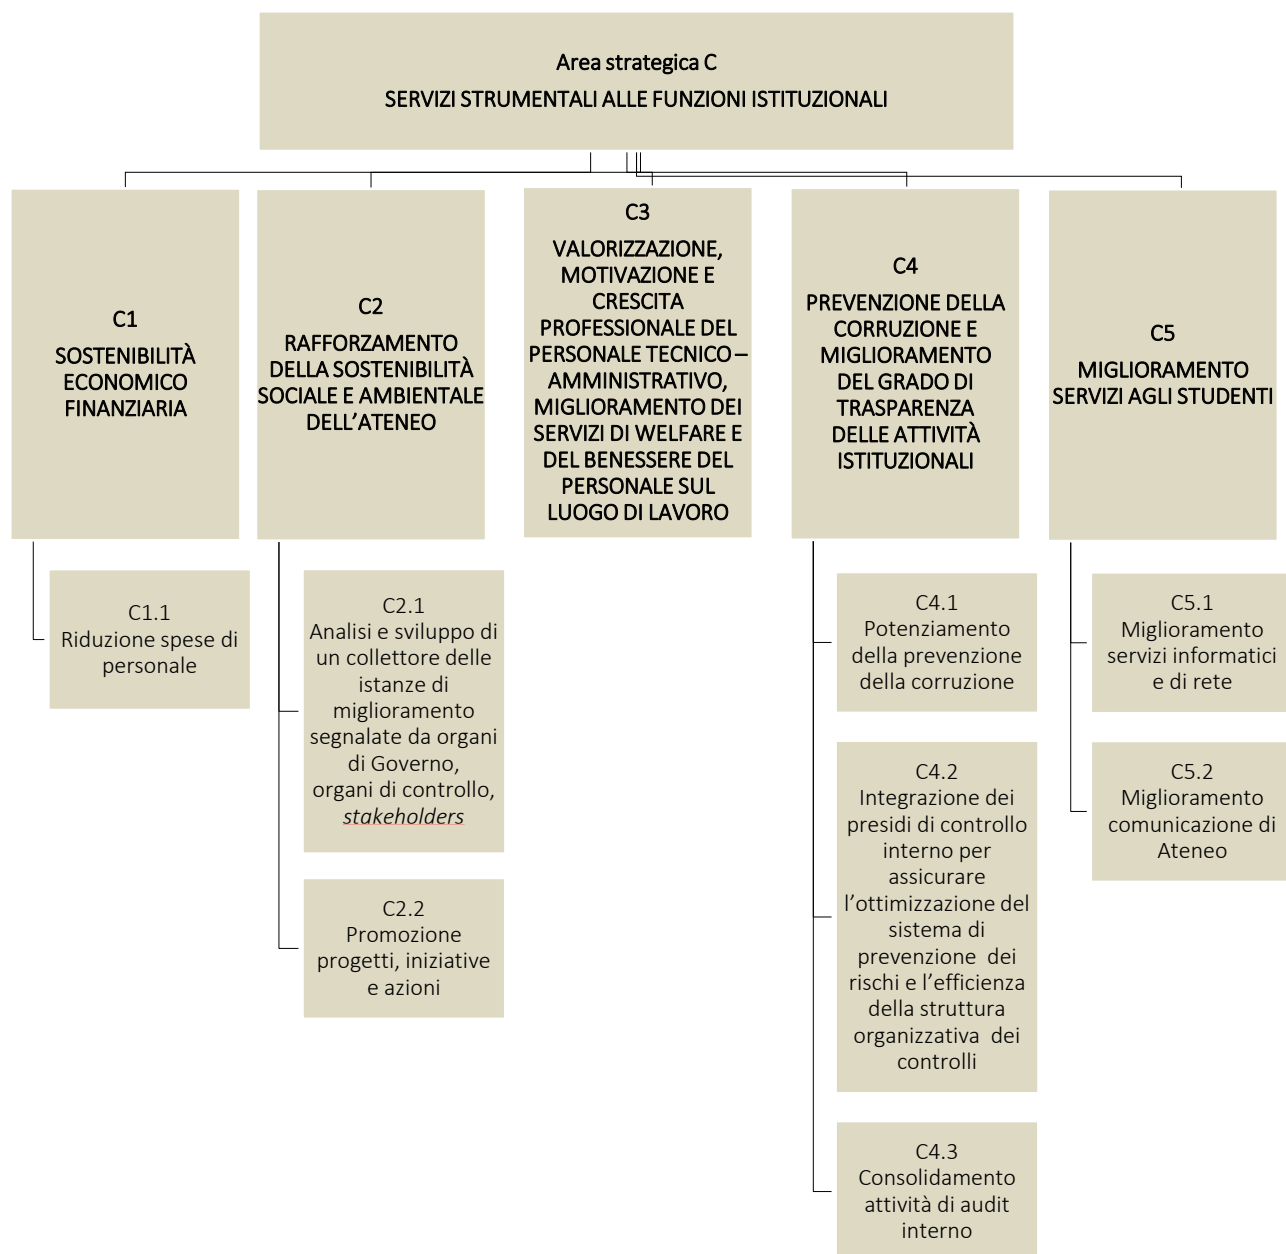 Area strategica C
SERVIZI STRUMENTALI ALLE FUNZIONI ISTITUZIONALI
C1
SOSTENIBILITÀ
ECONOMICO
FINANZIARIA
C1.1
Riduzione spese di
personale
C2
RAFFORZAMENTO
DELLA SOSTENIBILITÀ
SOCIALE E AMBIENTALE
DELL'ATENEO
C2.1
Analisi e sviluppo di
un collettore delle
istanze di
miglioramento
segnalate da organi
di Governo,
organi di controllo,
stakeholders
C2.2
Promozione
progetti, iniziative
e azioni
C3
VALORIZZAZIONE,
MOTIVAZIONE E
CRESCITA
PROFESSIONALE DEL
PERSONALE TECNICO –
AMMINISTRATIVO,
MIGLIORAMENTO DEI
SERVIZI DI WELFARE E
DEL BENESSERE DEL
PERSONALE SUL
LUOGO DI LAVORO
C4
PREVENZIONE DELLA
CORRUZIONE E
MIGLIORAMENTO
DEL GRADO DI
TRASPARENZA
DELLE ATTIVITÀ
ISTITUZIONALI
C4.1
Potenziamento
della prevenzione
della corruzione
C4.2
Integrazione dei
presidi di controllo
interno per
assicurare
l'ottimizzazione del
sistema di
prevenzione dei
rischi e l'efficienza
della struttura
organizzativa dei
controlli
C4.3
Consolidamento
attività di audit
interno
C5
MIGLIORAMENTO
SERVIZI AGLI STUDENTI
C5.1
Miglioramento
servizi informatici
e di rete
C5.2
Miglioramento
comunicazione di
Ateneo